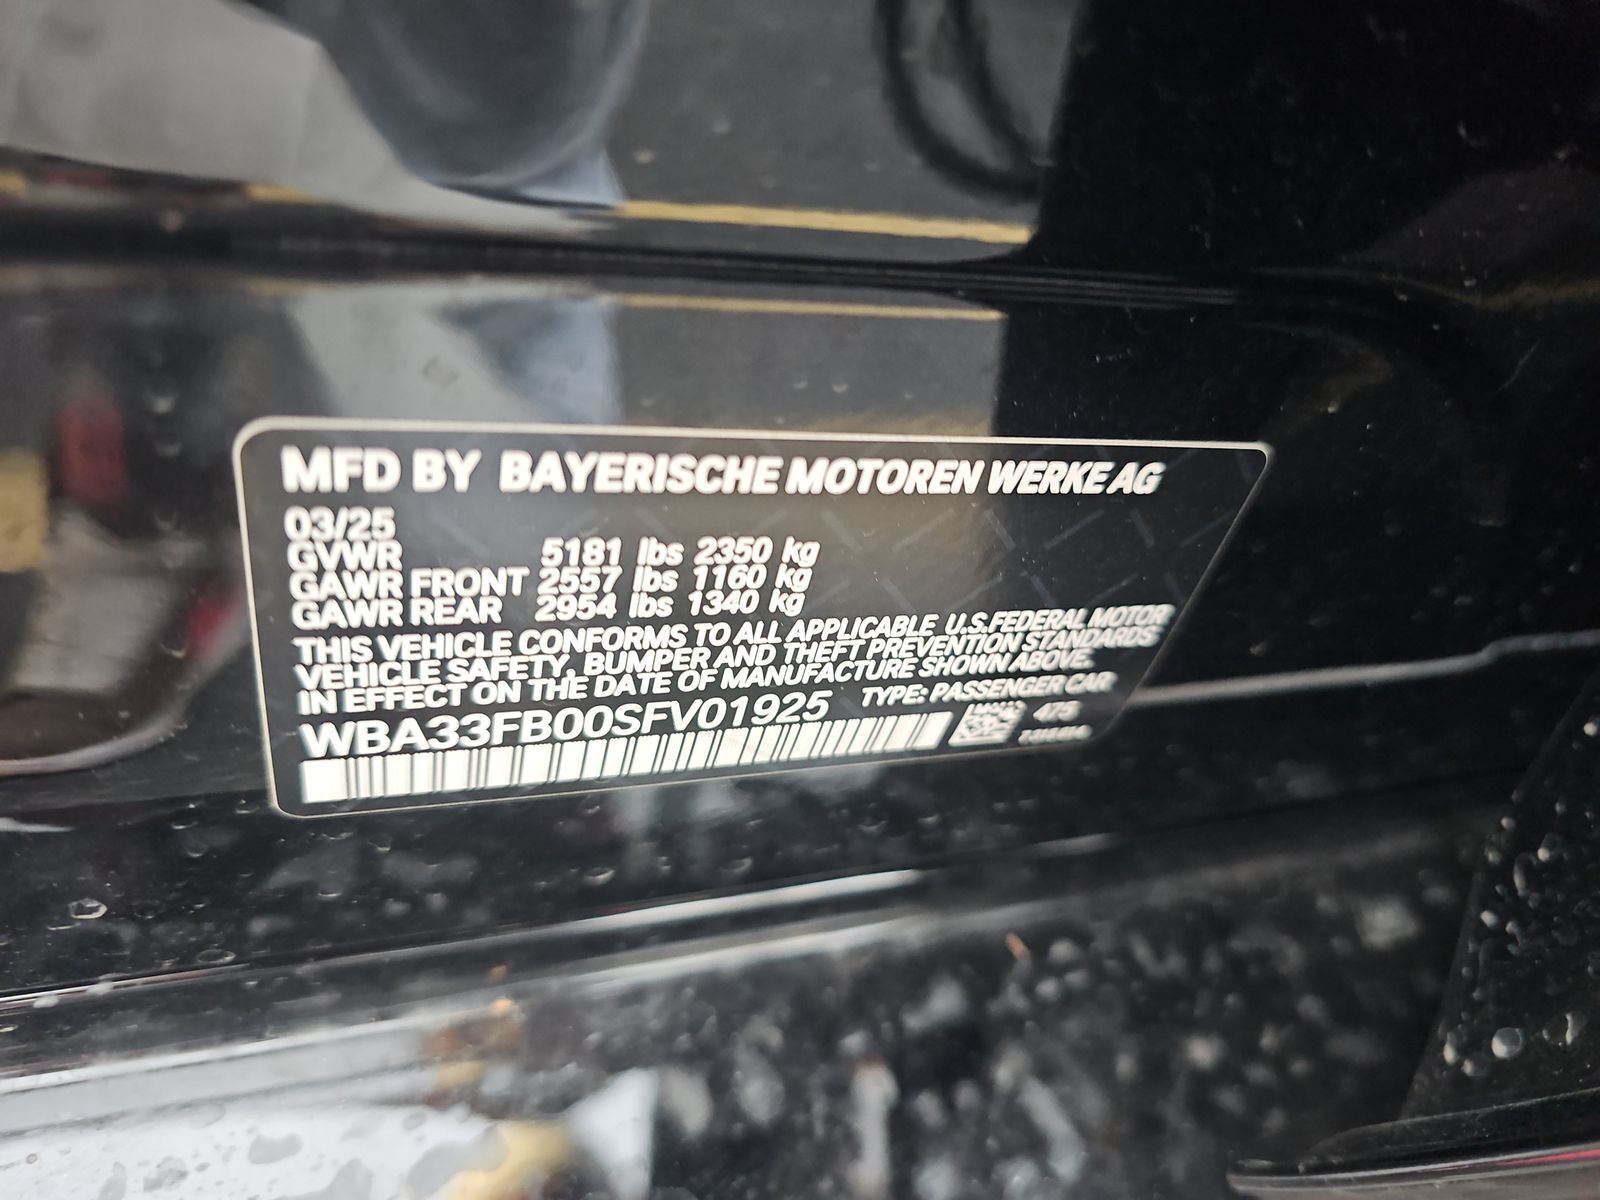 MFD BY BAYERISCHE MOTOREN WERKE AG
03/25
GVWR 5181 lbs 2350 kg
GAWR FRONT 2557 lbs 1160 kg
GAWR REAR 2954 lbs 1340 kg
THIS VEHICLE CONFORMS TO ALL APPLICABLE U.S.FEDERAL MOTOR
VEHICLE SAFETY, BUMPER AND THEFT PREVENTION STANDARDS
IN EFFECT ON THE DATE OF MANUFACTURE SHOWN ABOVE.
WBA33FB00SFV01925 TYPE: PASSENGER CAR
475